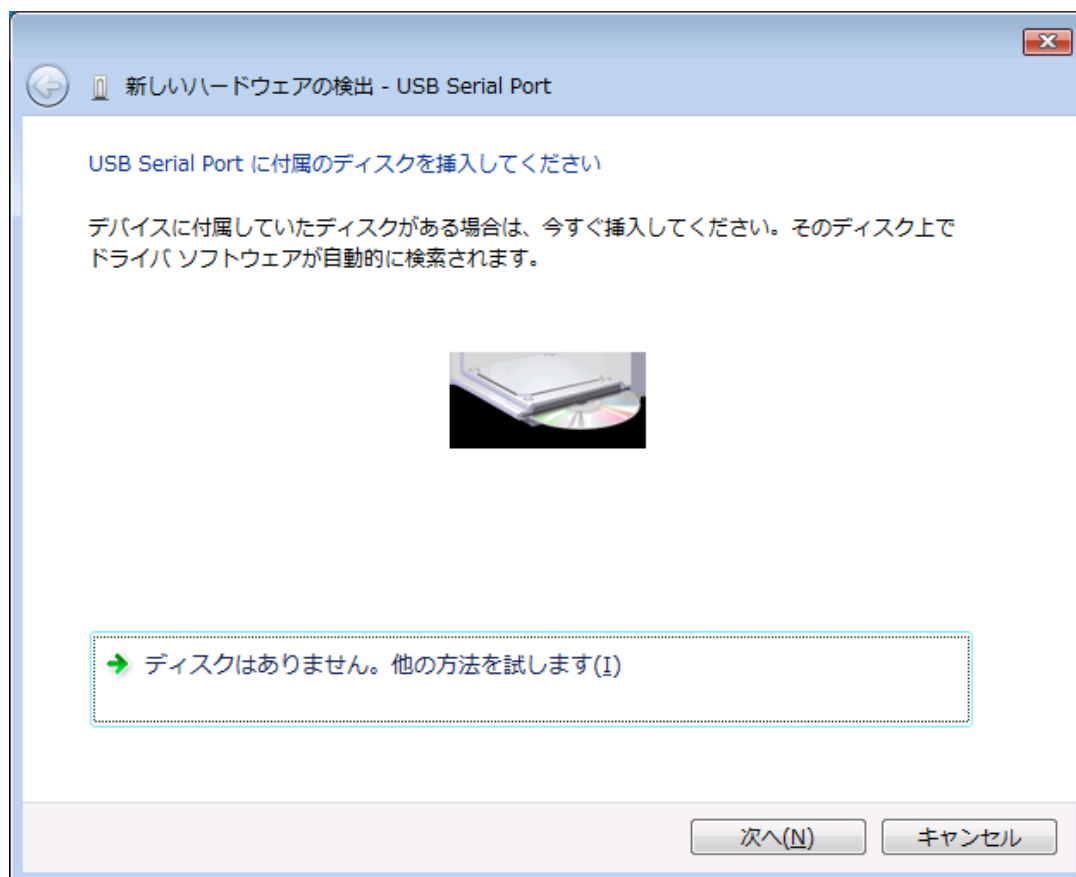 新しいハードウェアの検出 - USB Serial Port
USB Serial Port に付属のディスクを挿入してください
デバイスに付属していたディスクがある場合は、今すぐ挿入してください。そのディスク上で
ドライバ ソフトウェアが自動的に検索されます。
ディスクはありません。他の方法を試します(I)
次へ(N) キャンセル